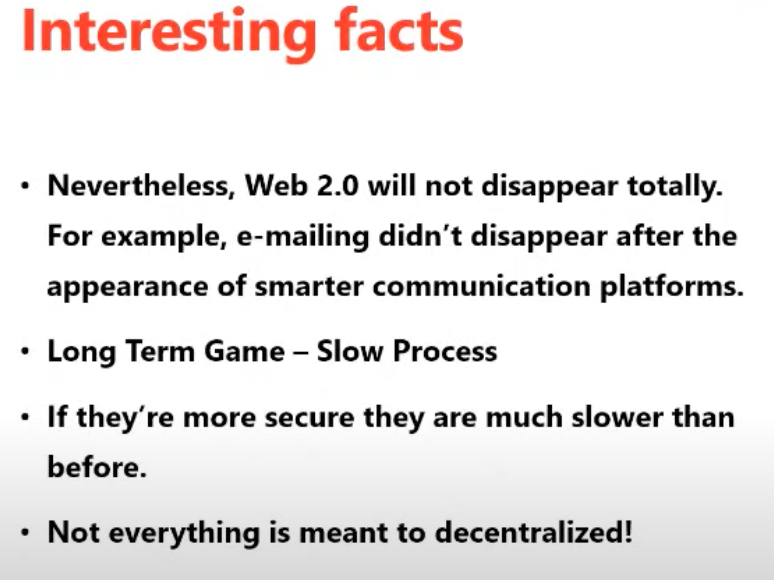 Interesting facts
• Nevertheless, Web 2.0 will not disappear totally.
For example, e-mailing didn’t disappear after the
appearance of smarter communication platforms.
• Long Term Game – Slow Process
• If they’re more secure they are much slower than
before.
• Not everything is meant to decentralized!